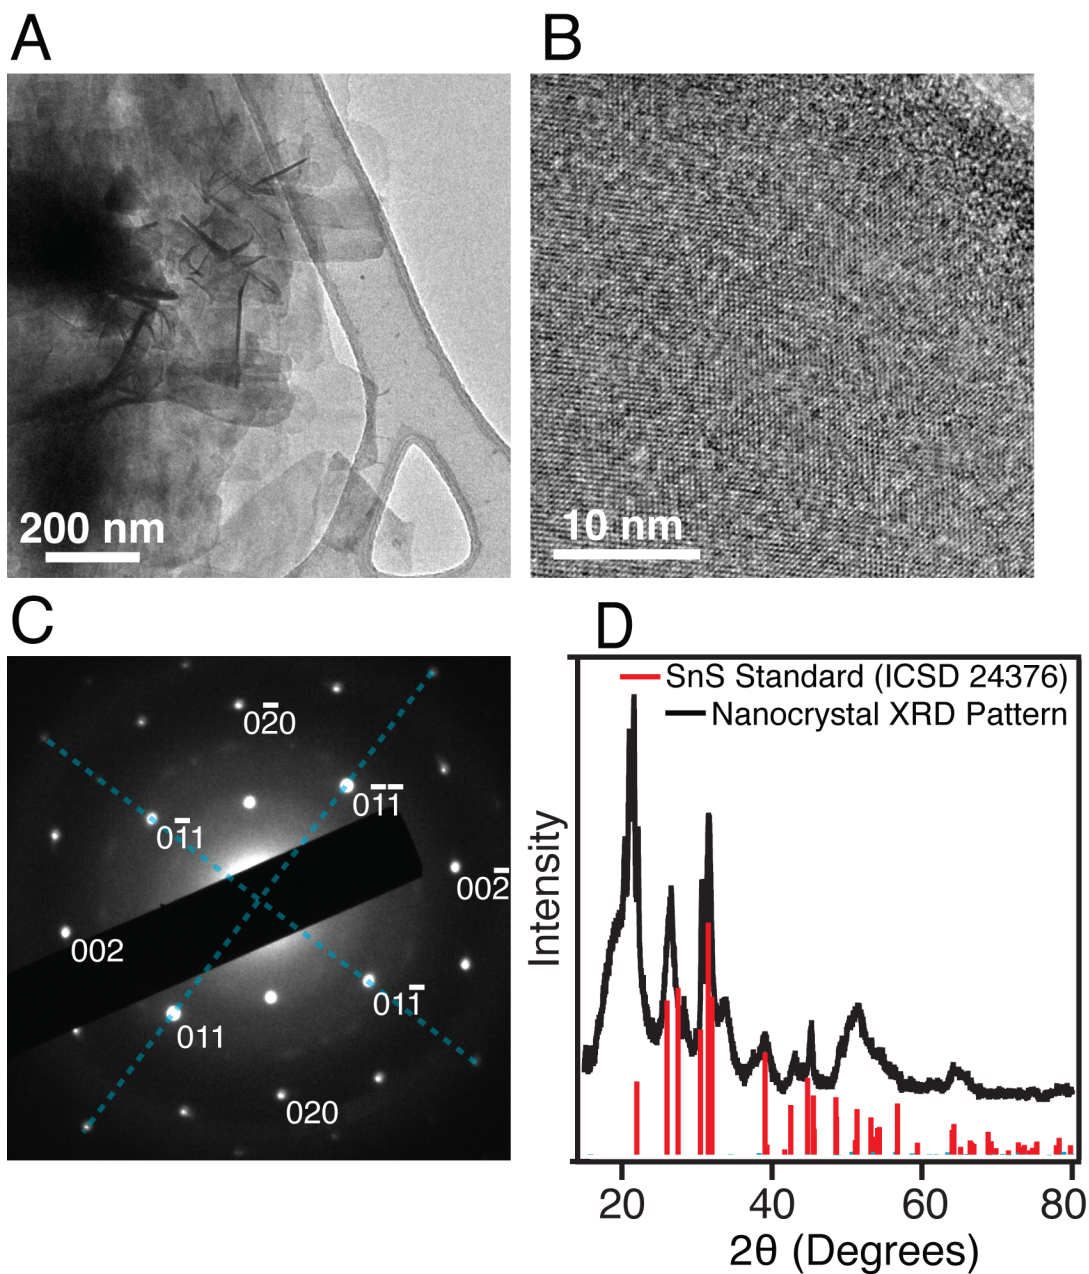 A
B
200 nm
10 nm
C
D
02̅0
01̅1̅
01̅1
002̅
002
011̅
011
020
SnS Standard (ICSD 24376)
Nanocrystal XRD Pattern
Intensity
20 40 60 80
2θ (Degrees)